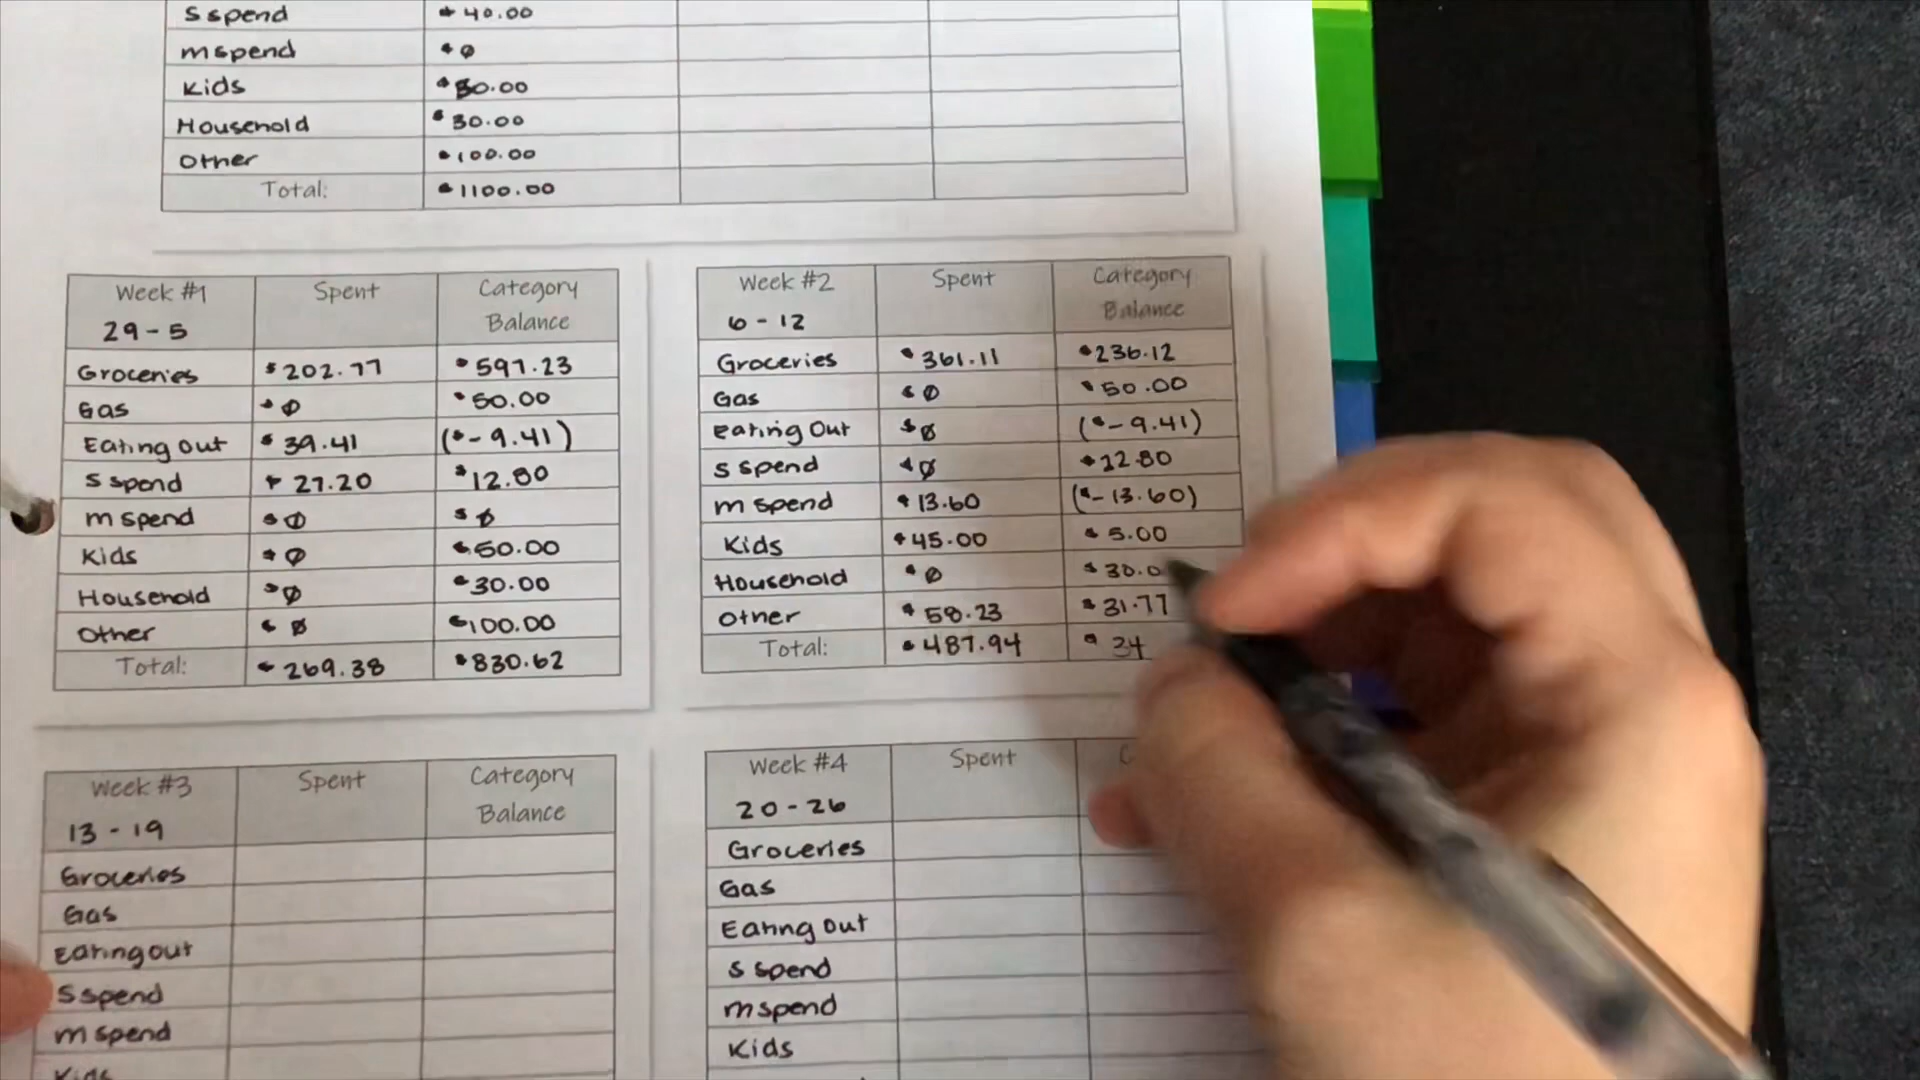 S spend $40.00
m spend $0
Kids $50.00
Household $30.00
Other $100.00
Total: $1100.00
Week #1 Spent Category Balance
29-5
Groceries $202.77 $597.23
Gas $0 $50.00
Eating Out $39.41 ($-9.41)
S spend $27.20 $12.80
m spend $0 $0
Kids $0 $50.00
Household $0 $30.00
Other $0 $100.00
Total: $269.38 $830.62
Week #2 Spent Category Balance
6-12
Groceries $361.11 $236.12
Gas $0 $50.00
eating Out $0 ($-9.41)
s spend $0 $12.80
m spend $13.60 ($-13.60)
Kids $45.00 $5.00
Household $0 $30.0
Other $58.23 $31.77
Total: $487.94 $34
Week #3 Spent Category Balance
13-19
Groceries
Gas
Eating out
S spend
m spend
Kids
Week #4 Spent
20-26
Groceries
Gas
Eating Out
s spend
m spend
Kids